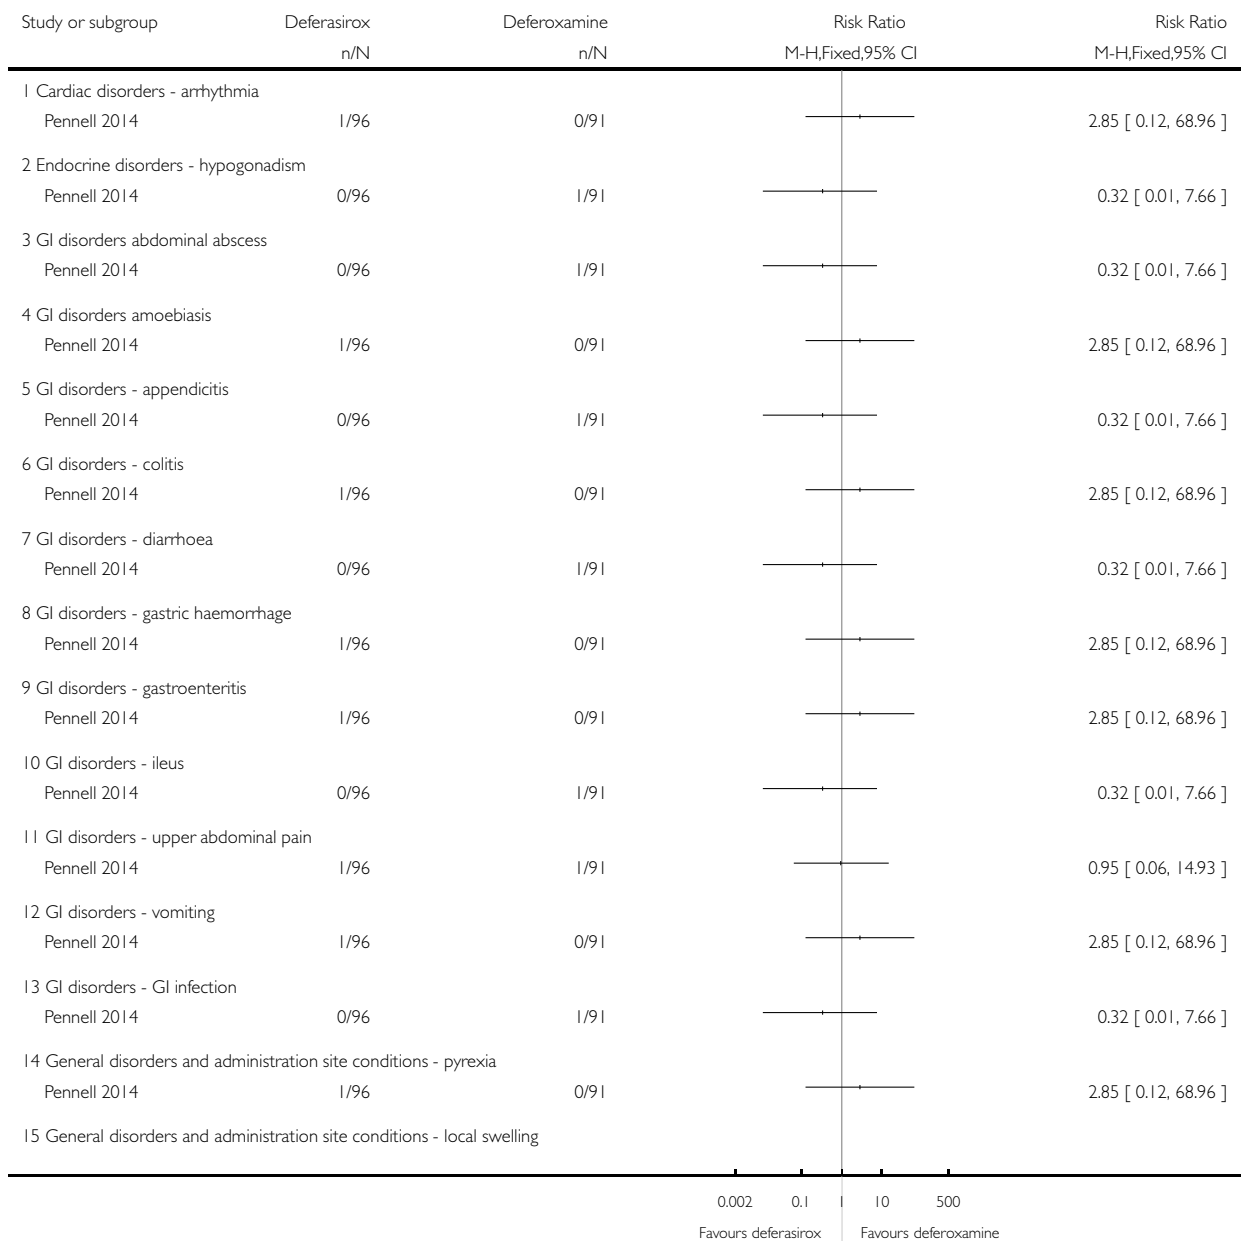 Study or subgroup Deferasirox Deferoxamine Risk Ratio Risk Ratio
n/N n/N M-H,Fixed,95% CI M-H,Fixed,95% CI
1 Cardiac disorders - arrhythmia
Pennell 2014 1/96 0/91 2.85 [ 0.12, 68.96 ]
2 Endocrine disorders - hypogonadism
Pennell 2014 0/96 1/91 0.32 [ 0.01, 7.66 ]
3 GI disorders abdominal abscess
Pennell 2014 0/96 1/91 0.32 [ 0.01, 7.66 ]
4 GI disorders amoebiasis
Pennell 2014 1/96 0/91 2.85 [ 0.12, 68.96 ]
5 GI disorders - appendicitis
Pennell 2014 0/96 1/91 0.32 [ 0.01, 7.66 ]
6 GI disorders - colitis
Pennell 2014 1/96 0/91 2.85 [ 0.12, 68.96 ]
7 GI disorders - diarrhoea
Pennell 2014 0/96 1/91 0.32 [ 0.01, 7.66 ]
8 GI disorders - gastric haemorrhage
Pennell 2014 1/96 0/91 2.85 [ 0.12, 68.96 ]
9 GI disorders - gastroenteritis
Pennell 2014 1/96 0/91 2.85 [ 0.12, 68.96 ]
10 GI disorders - ileus
Pennell 2014 0/96 1/91 0.32 [ 0.01, 7.66 ]
11 GI disorders - upper abdominal pain
Pennell 2014 1/96 1/91 0.95 [ 0.06, 14.93 ]
12 GI disorders - vomiting
Pennell 2014 1/96 0/91 2.85 [ 0.12, 68.96 ]
13 GI disorders - GI infection
Pennell 2014 0/96 1/91 0.32 [ 0.01, 7.66 ]
14 General disorders and administration site conditions - pyrexia
Pennell 2014 1/96 0/91 2.85 [ 0.12, 68.96 ]
15 General disorders and administration site conditions - local swelling
0.002 0.1 1 10 500
Favours deferasirox Favours deferoxamine